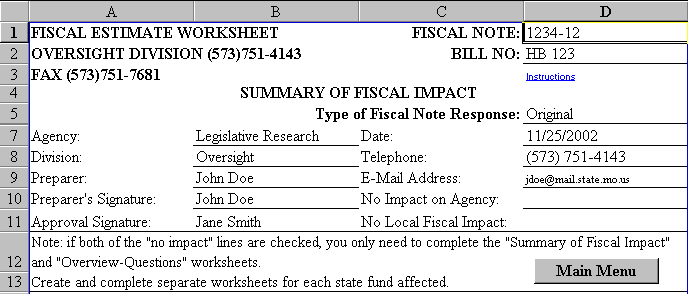 A B C D
1 FISCAL ESTIMATE WORKSHEET FISCAL NOTE: 1234-12
2 OVERSIGHT DIVISION (573)751-4143 BILL NO: HB 123
3 FAX (573)751-7681 Instructions
4 SUMMARY OF FISCAL IMPACT
5 Type of Fiscal Note Response: Original
7 Agency: Legislative Research Date: 11/25/2002
8 Division: Oversight Telephone: (573) 751-4143
9 Preparer: John Doe E-Mail Address: jdoe@mail.state.mo.us
10 Preparer's Signature: John Doe No Impact on Agency:
11 Approval Signature: Jane Smith No Local Fiscal Impact:
Note: if both of the "no impact" lines are checked, you only need to complete the "Summary of Fiscal Impact"
12 and "Overview-Questions" worksheets.
13 Create and complete separate worksheets for each state fund affected.
Main Menu